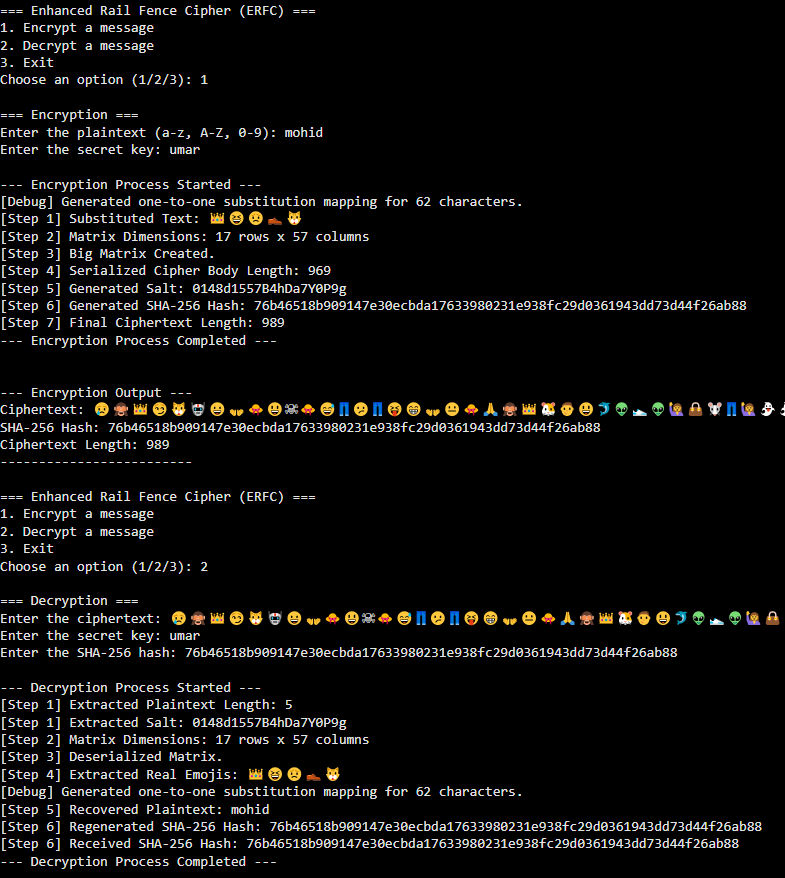 === Enhanced Rail Fence Cipher (ERFC) ===
1. Encrypt a message
2. Decrypt a message
3. Exit
Choose an option (1/2/3): 1
=== Encryption ===
Enter the plaintext (a-z, A-Z, 0-9): mohid
Enter the secret key: umar
--- Encryption Process Started ---
[Debug] Generated one-to-one substitution mapping for 62 characters.
[Step 1] Substituted Text: 👑😆☹️👞🐱
[Step 2] Matrix Dimensions: 17 rows x 57 columns
[Step 3] Big Matrix Created.
[Step 4] Serialized Cipher Body Length: 969
[Step 5] Generated Salt: 0148d1557B4hDa7Y0P9g
[Step 6] Generated SHA-256 Hash: 76b46518b909147e30ecbda17633980231e938fc29d0361943dd73d44f26ab88
[Step 7] Final Ciphertext Length: 989
--- Encryption Process Completed ---
--- Encryption Output ---
Ciphertext:
SHA-256 Hash: 76b46518b909147e30ecbda17633980231e938fc29d0361943dd73d44f26ab88
Ciphertext Length: 989
-------------------------
=== Enhanced Rail Fence Cipher (ERFC) ===
1. Encrypt a message
2. Decrypt a message
3. Exit
Choose an option (1/2/3): 2
=== Decryption ===
Enter the ciphertext:
Enter the secret key: umar
Enter the SHA-256 hash: 76b46518b909147e30ecbda17633980231e938fc29d0361943dd73d44f26ab88
--- Decryption Process Started ---
[Step 1] Extracted Plaintext Length: 5
[Step 1] Extracted Salt: 0148d1557B4hDa7Y0P9g
[Step 2] Matrix Dimensions: 17 rows x 57 columns
[Step 3] Deserialized Matrix.
[Step 4] Extracted Real Emojis: 👑😆☹️👞🐱
[Debug] Generated one-to-one substitution mapping for 62 characters.
[Step 5] Recovered Plaintext: mohid
[Step 6] Regenerated SHA-256 Hash: 76b46518b909147e30ecbda17633980231e938fc29d0361943dd73d44f26ab88
[Step 6] Received SHA-256 Hash: 76b46518b909147e30ecbda17633980231e938fc29d0361943dd73d44f26ab88
--- Decryption Process Completed ---